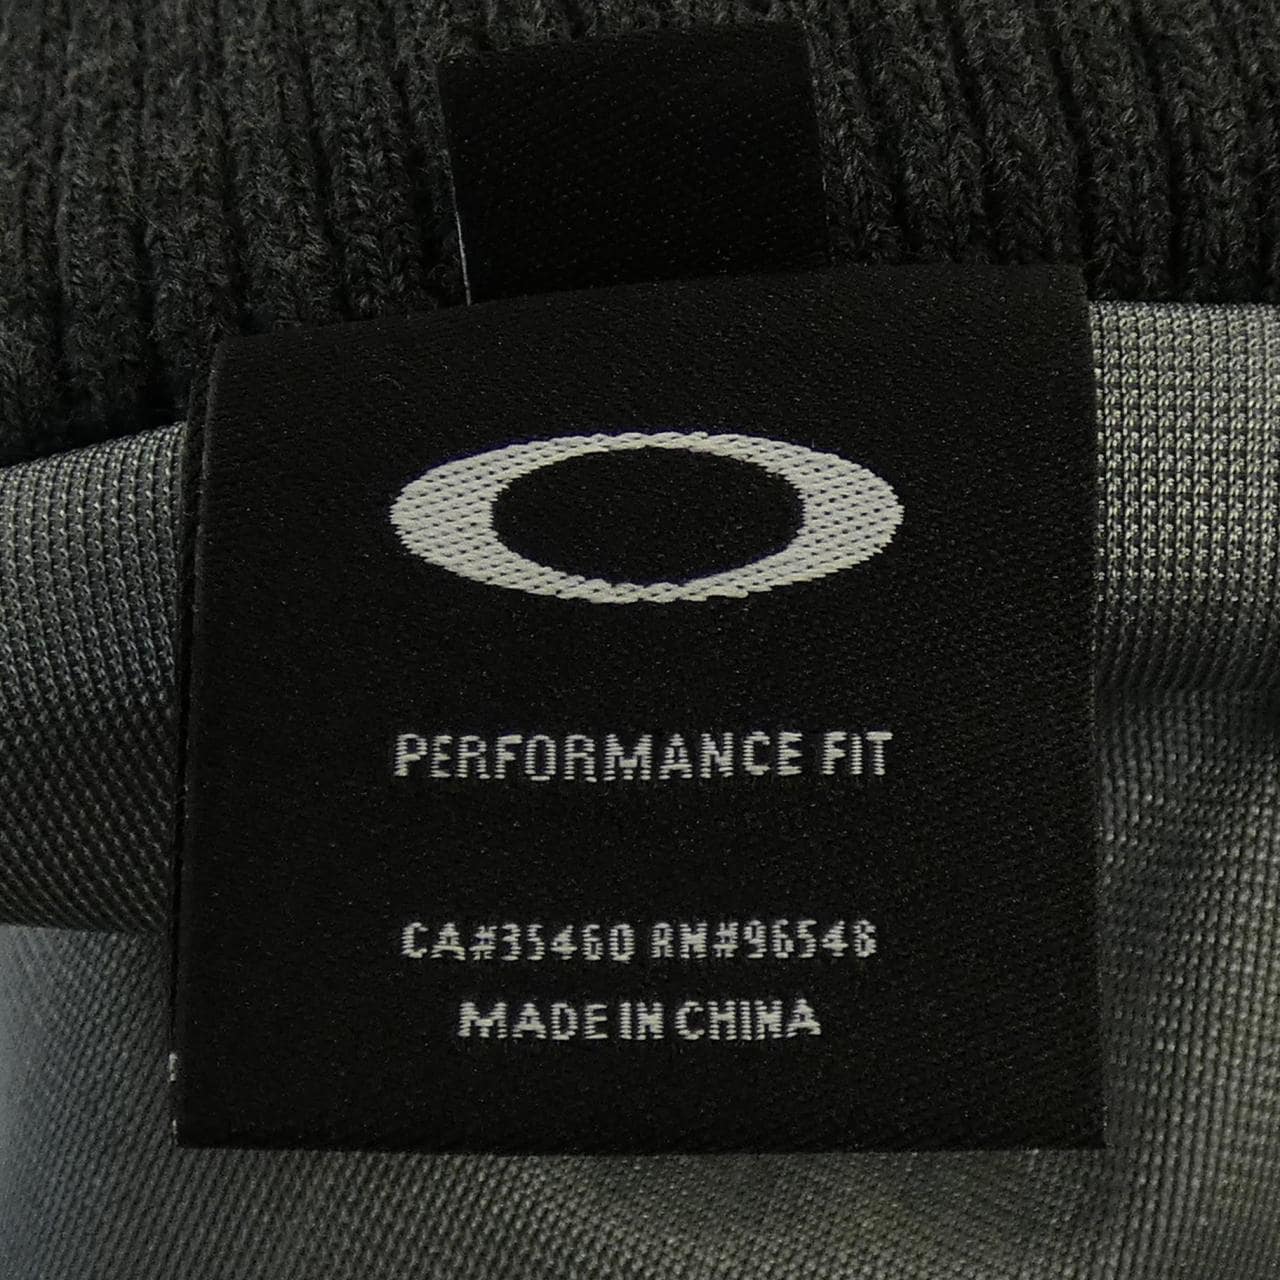 PERFORMANCE FIT
CA#35460 RN#96548
MADE IN CHINA